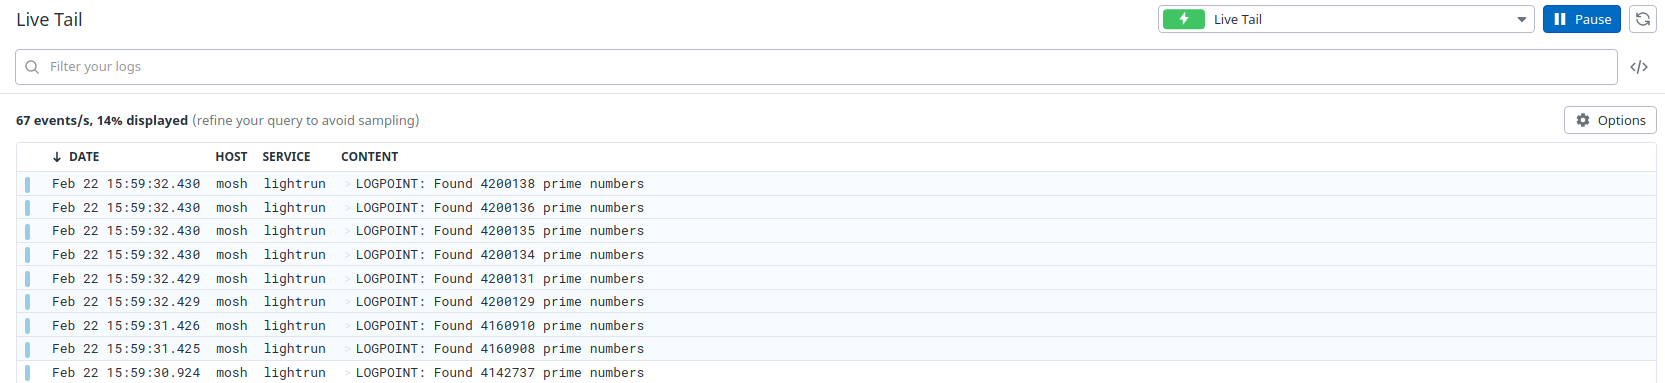 Live Tail
Live Tail
Pause
Filter your logs
</>
67 events/s, 14% displayed (refine your query to avoid sampling)
Options
↓ DATE HOST SERVICE CONTENT
Feb 22 15:59:32.430 mosh lightrun > LOGPOINT: Found 4200138 prime numbers
Feb 22 15:59:32.430 mosh lightrun > LOGPOINT: Found 4200136 prime numbers
Feb 22 15:59:32.430 mosh lightrun > LOGPOINT: Found 4200135 prime numbers
Feb 22 15:59:32.430 mosh lightrun > LOGPOINT: Found 4200134 prime numbers
Feb 22 15:59:32.429 mosh lightrun > LOGPOINT: Found 4200131 prime numbers
Feb 22 15:59:32.429 mosh lightrun > LOGPOINT: Found 4200129 prime numbers
Feb 22 15:59:31.426 mosh lightrun > LOGPOINT: Found 4160910 prime numbers
Feb 22 15:59:31.425 mosh lightrun > LOGPOINT: Found 4160908 prime numbers
Feb 22 15:59:30.924 mosh lightrun > LOGPOINT: Found 4142737 prime numbers